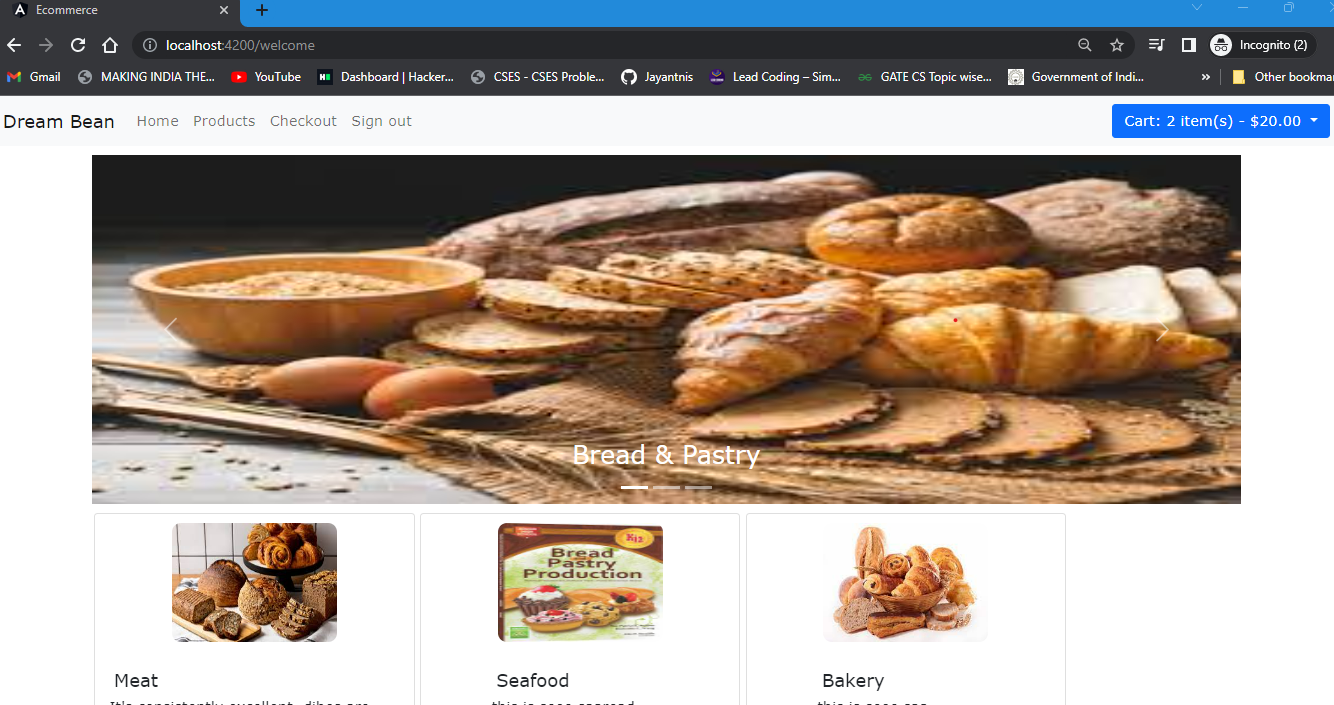 Ecommerce
localhost:4200/welcome
Incognito (2)
Gmail
MAKING INDIA THE...
YouTube
Dashboard | Hacker...
CSES - CSES Proble...
Jayantnis
Lead Coding – Sim...
GATE CS Topic wise...
Government of Indi...
»
Other bookmar
Dream Bean
Home
Products
Checkout
Sign out
Cart: 2 item(s) - $20.00
Bread & Pastry
Bread
Pastry
Production
K12
Meat
Seafood
Bakery